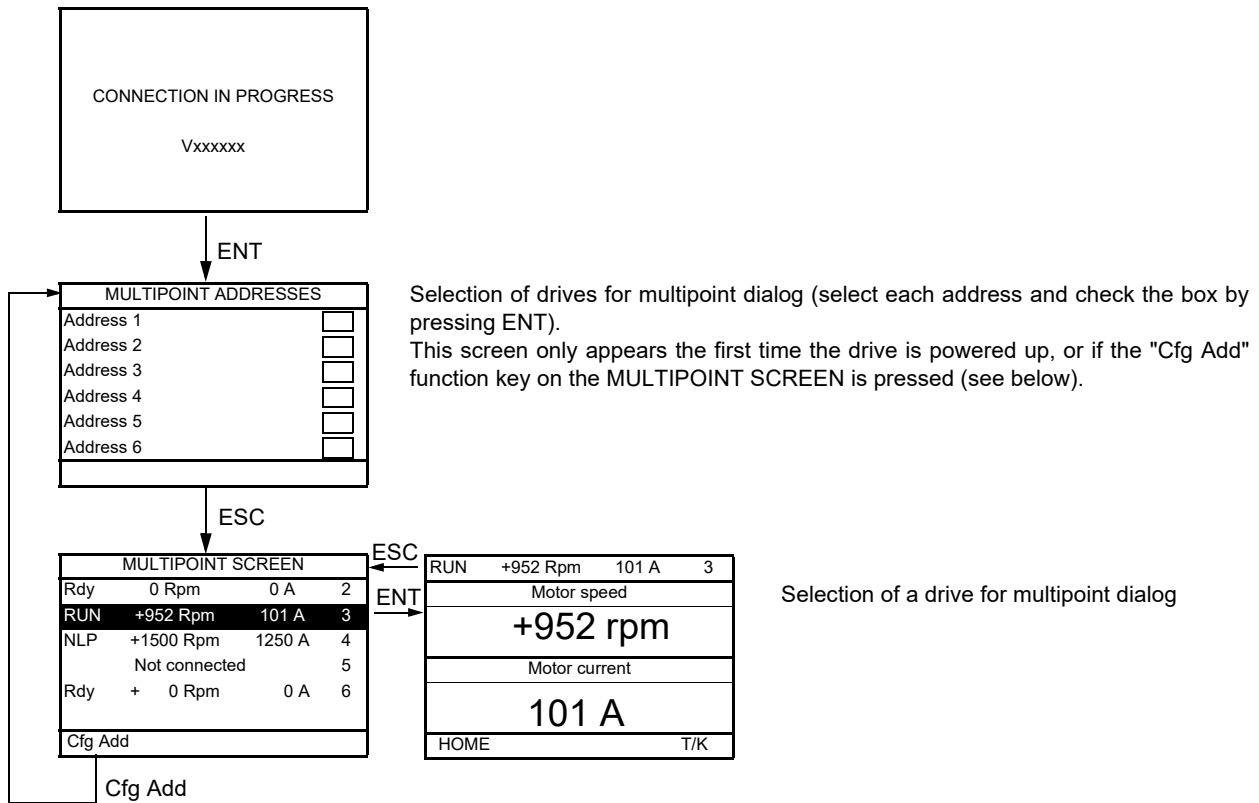 CONNECTION IN PROGRESS
Vxxxxxx
ENT
MULTIPOINT ADDRESSES
Address 1
Address 2
Address 3
Address 4
Address 5
Address 6
Selection of drives for multipoint dialog (select each address and check the box by
pressing ENT).
This screen only appears the first time the drive is powered up, or if the "Cfg Add"
function key on the MULTIPOINT SCREEN is pressed (see below).
ESC
MULTIPOINT SCREEN
Rdy 0 Rpm 0 A 2
RUN +952 Rpm 101 A 3
NLP +1500 Rpm 1250 A 4
Not connected 5
Rdy + 0 Rpm 0 A 6
Cfg Add
Cfg Add
ESC
ENT
RUN +952 Rpm 101 A 3
Motor speed
+952 rpm
Motor current
101 A
HOME T/K
Selection of a drive for multipoint dialog